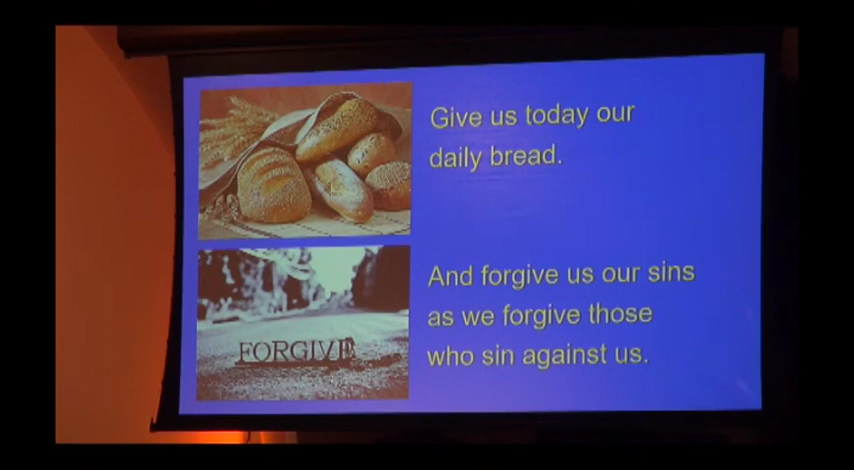 Give us today our
daily bread.
FORGIVE
And forgive us our sins
as we forgive those
who sin against us.